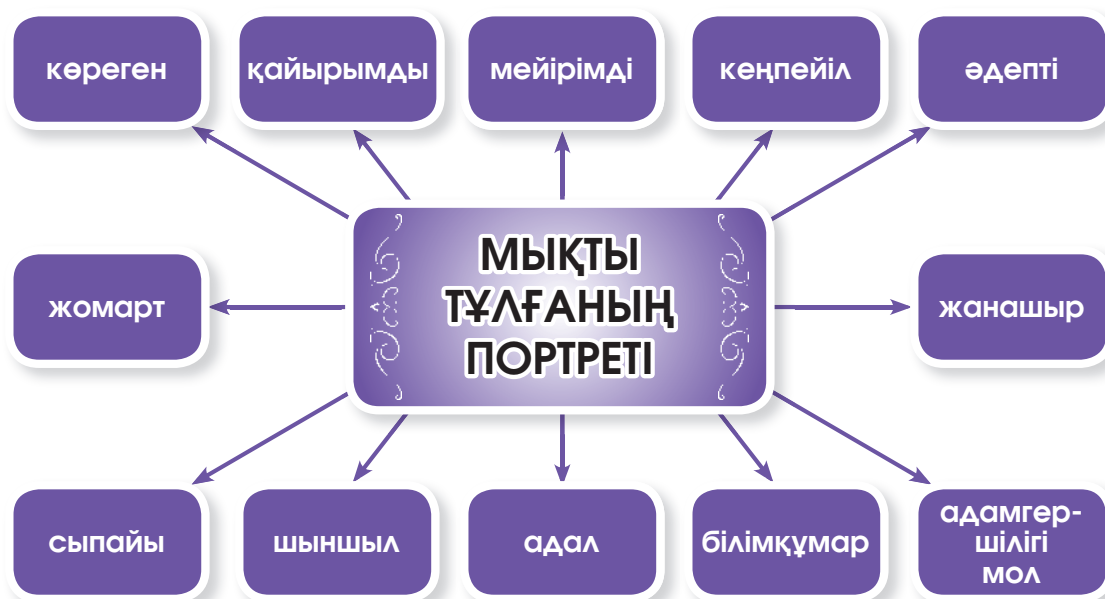 көреген
қайырымды
мейірімді
кеңпейіл
әдепті
МЫҚТЫ
ТҰЛҒАНЫҢ
ПОРТРЕТІ
жомарт
жанашыр
сыпайы
шыншыл
адал
білімқұмар
адамгер-
шілігі
мол